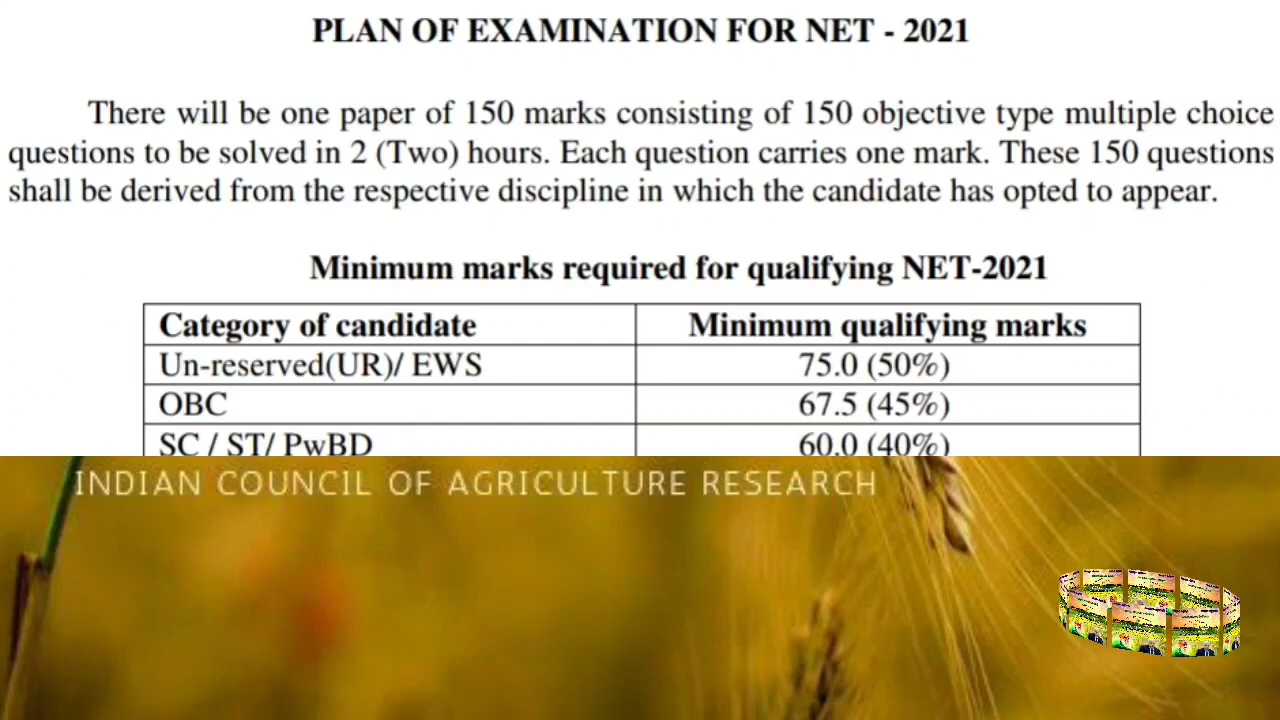 PLAN OF EXAMINATION FOR NET - 2021
There will be one paper of 150 marks consisting of 150 objective type multiple choice
questions to be solved in 2 (Two) hours. Each question carries one mark. These 150 questions
shall be derived from the respective discipline in which the candidate has opted to appear.
Minimum marks required for qualifying NET-2021
Category of candidate Minimum qualifying marks
Un-reserved(UR)/ EWS 75.0 (50%)
OBC 67.5 (45%)
SC / ST/ PwBD 60.0 (40%)
INDIAN COUNCIL OF AGRICULTURE RESEARCH